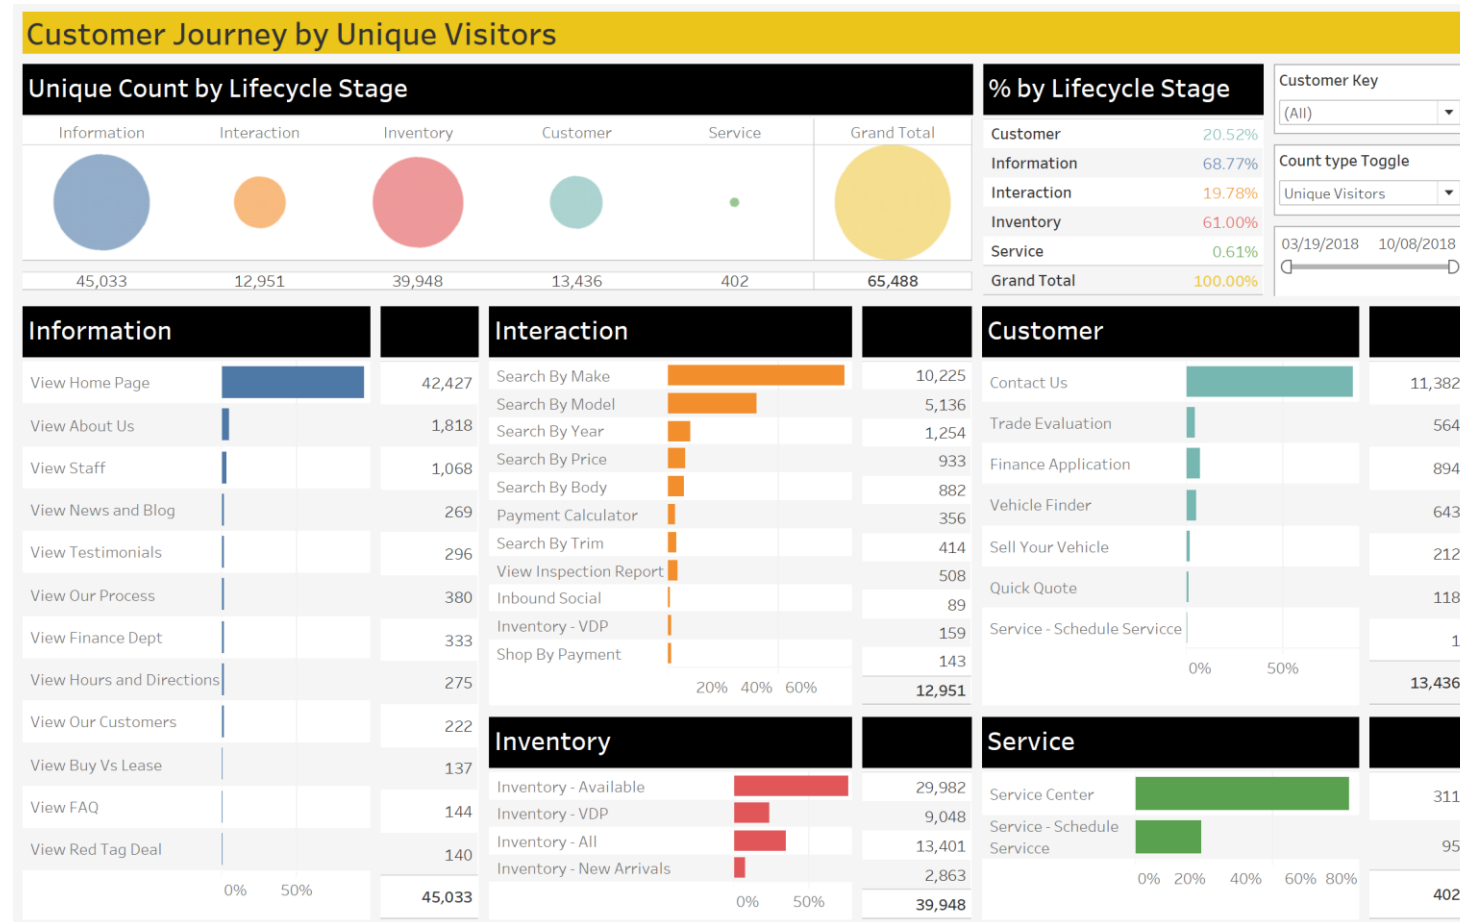 Customer Journey by Unique Visitors
Unique Count by Lifecycle Stage
Information Interaction Inventory Customer Service Grand Total
45,033 12,951 39,948 13,436 402 65,488
% by Lifecycle Stage
Customer 20.52%
Information 68.77%
Interaction 19.78%
Inventory 61.00%
Service 0.61%
Grand Total 100.00%
Customer Key
(All)
Count type Toggle
Unique Visitors
03/19/2018 10/08/2018
Information
View Home Page 42,427
View About Us 1,818
View Staff 1,068
View News and Blog 269
View Testimonials 296
View Our Process 380
View Finance Dept 333
View Hours and Directions 275
View Our Customers 222
View Buy Vs Lease 137
View FAQ 144
View Red Tag Deal 140
0% 50%
45,033
Interaction
Search By Make 10,225
Search By Model 5,136
Search By Year 1,254
Search By Price 933
Search By Body 882
Payment Calculator 356
Search By Trim 414
View Inspection Report 508
Inbound Social 89
Inventory - VDP 159
Shop By Payment 143
20% 40% 60%
12,951
Inventory
Inventory - Available 29,982
Inventory - VDP 9,048
Inventory - All 13,401
Inventory - New Arrivals 2,863
0% 50%
39,948
Customer
Contact Us 11,382
Trade Evaluation 564
Finance Application 894
Vehicle Finder 643
Sell Your Vehicle 212
Quick Quote 118
Service - Schedule Servicce 1
0% 50%
13,436
Service
Service Center 311
Service - Schedule
Servicce 95
0% 20% 40% 60% 80%
402